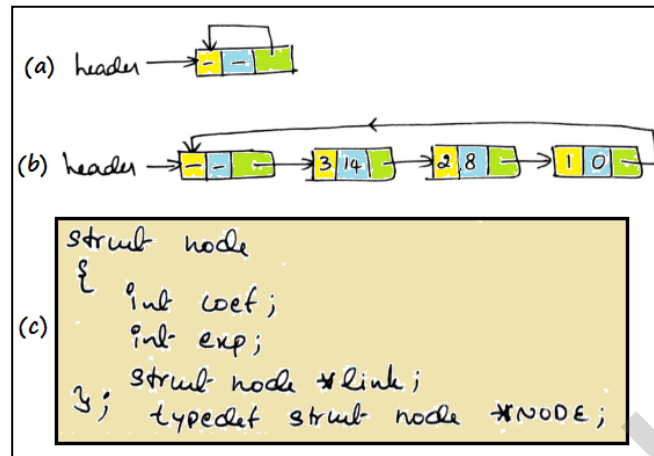 (a) header - -
(b) header - - 3 14 2 8 1 0
struct node
{
int coef;
(c) int exp;
struct node *link;
}; typedef struct node *NODE;